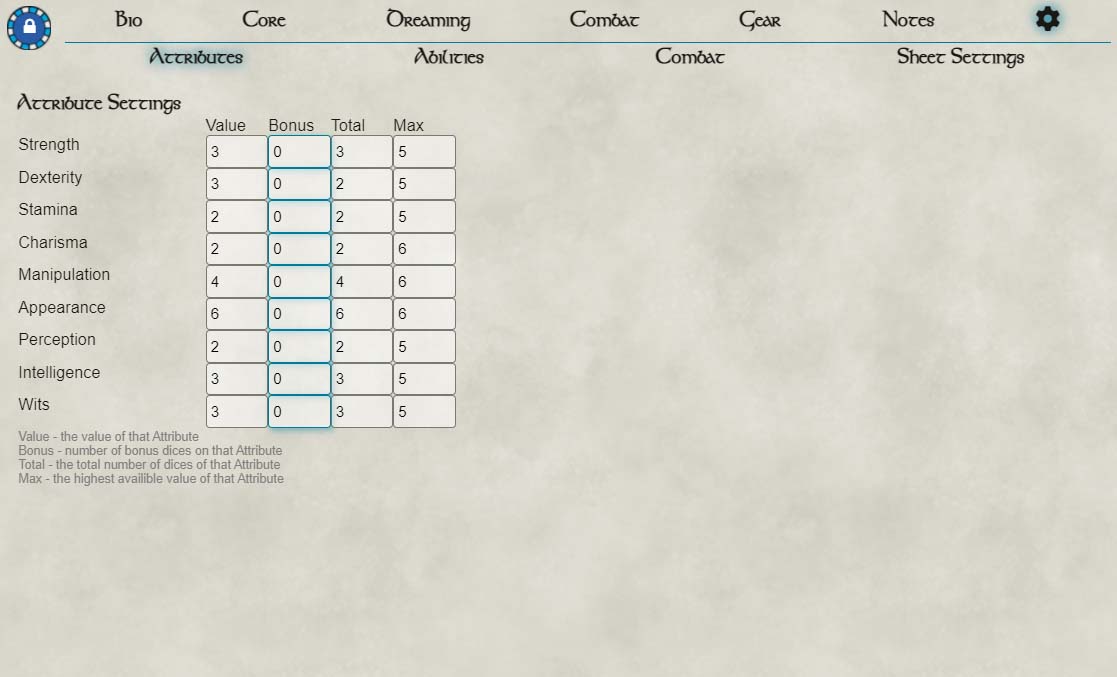 Bio Core Dreaming Combat Gear Notes
Attributes Abilities Combat Sheet Settings
Attribute Settings
Value Bonus Total Max
Strength 3 0 3 5
Dexterity 3 0 2 5
Stamina 2 0 2 5
Charisma 2 0 2 6
Manipulation 4 0 4 6
Appearance 6 0 6 6
Perception 2 0 2 5
Intelligence 3 0 3 5
Wits 3 0 3 5
Value - the value of that Attribute
Bonus - number of bonus dices on that Attribute
Total - the total number of dices of that Attribute
Max - the highest availible value of that Attribute